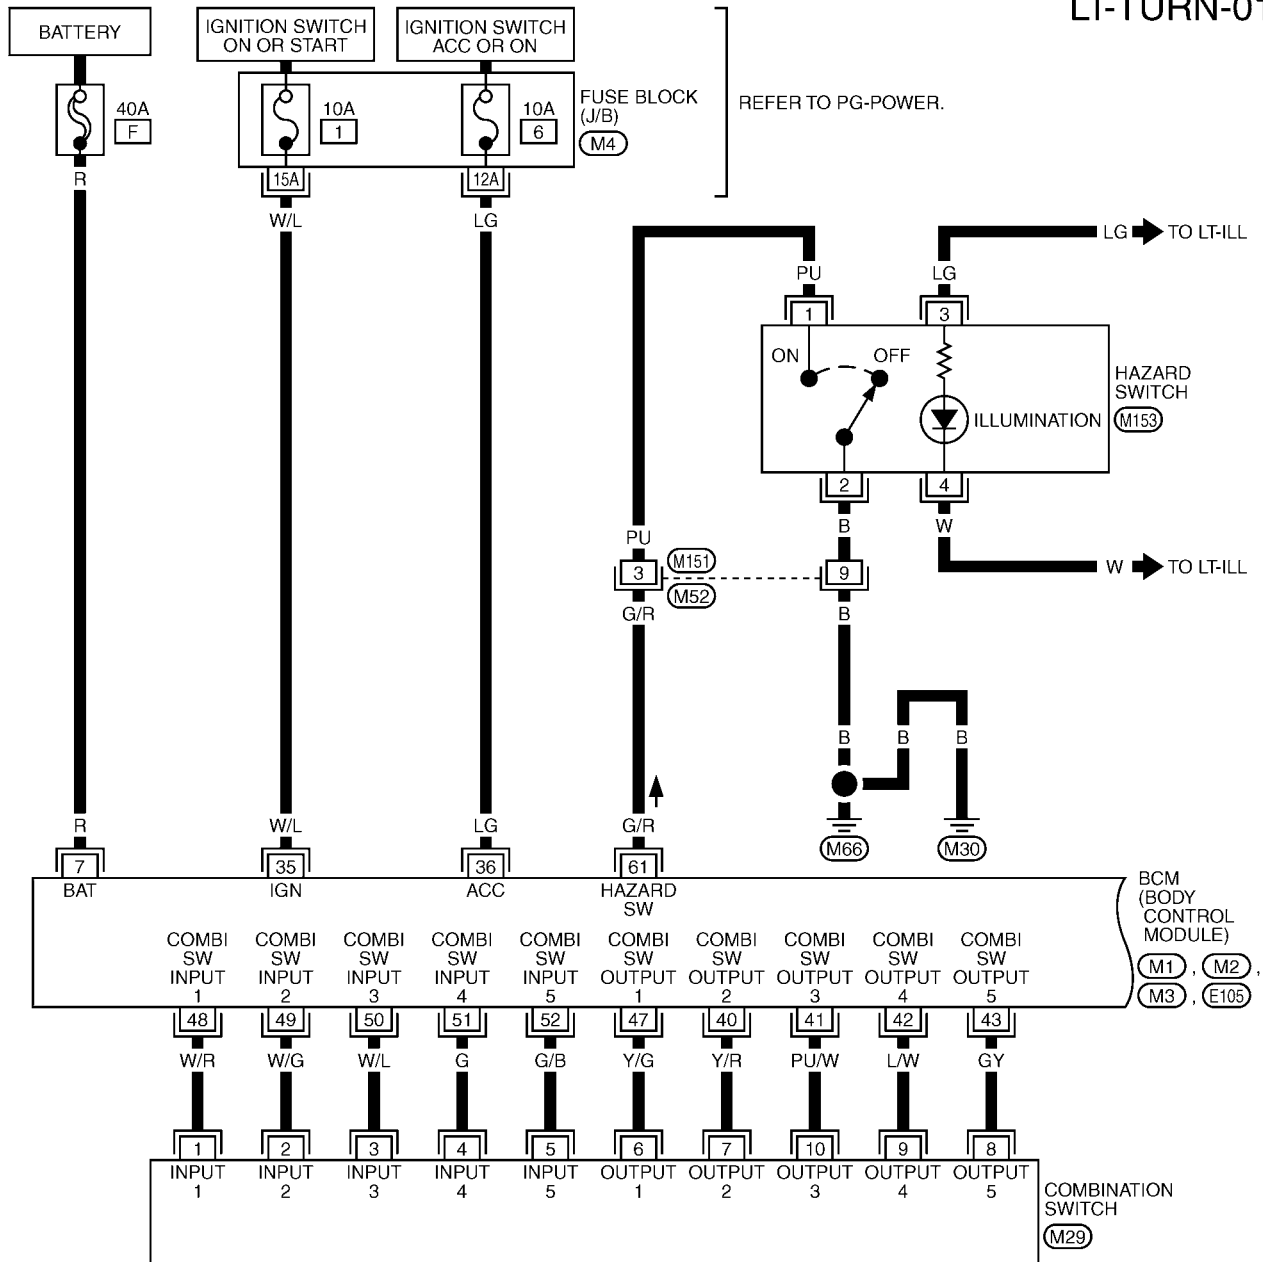 LT-TURN-01
BATTERY
IGNITION SWITCH
ON OR START
IGNITION SWITCH
ACC OR ON
40A
F
10A
1
10A
6
FUSE BLOCK
(J/B)
M4
REFER TO PG-POWER.
R
15A
12A
W/L
LG
LG
TO LT-ILL
PU
LG
1
3
ON
OFF
ILLUMINATION
HAZARD
SWITCH
M153
2
4
B
W
PU
3
M151
M52
9
W
TO LT-ILL
G/R
B
B
B
B
R
W/L
LG
G/R
M66
M30
7
35
36
61
BAT
IGN
ACC
HAZARD
SW
BCM
(BODY
CONTROL
MODULE)
M1 , M2 ,
M3 , E105
COMBI
SW
INPUT
1
COMBI
SW
INPUT
2
COMBI
SW
INPUT
3
COMBI
SW
INPUT
4
COMBI
SW
INPUT
5
COMBI
SW
OUTPUT
1
COMBI
SW
OUTPUT
2
COMBI
SW
OUTPUT
3
COMBI
SW
OUTPUT
4
COMBI
SW
OUTPUT
5
48 49 50 51 52 47 40 41 42 43
W/R W/G W/L G G/B Y/G Y/R PU/W L/W GY
1 2 3 4 5 6 7 10 9 8
INPUT
1
INPUT
2
INPUT
3
INPUT
4
INPUT
5
OUTPUT
1
OUTPUT
2
OUTPUT
3
OUTPUT
4
OUTPUT
5
COMBINATION
SWITCH
M29